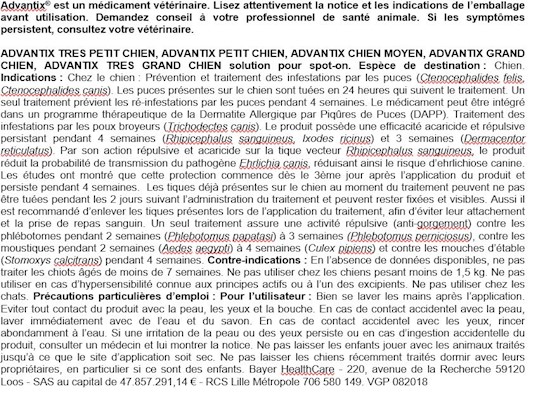 Advantix® est un médicament vétérinaire. Lisez attentivement la notice et les indications de l'emballage
avant utilisation. Demandez conseil à votre professionnel de santé animale. Si les symptômes
persistent, consultez votre vétérinaire.
ADVANTIX TRES PETIT CHIEN, ADVANTIX PETIT CHIEN, ADVANTIX CHIEN MOYEN, ADVANTIX GRAND
CHIEN, ADVANTIX TRES GRAND CHIEN solution pour spot-on. Espèce de destination : Chien.
Indications : Chez le chien : Prévention et traitement des infestations par les puces (Ctenocephalides felis,
Ctenocephalides canis). Les puces présentes sur le chien sont tuées en 24 heures qui suivent le traitement. Un
seul traitement prévient les ré-infestations par les puces pendant 4 semaines. Le médicament peut être intégré
dans un programme thérapeutique de la Dermatite Allergique par Piqûres de Puces (DAPP). Traitement des
infestations par les poux broyeurs (Trichodectes canis). Le produit possède une efficacité acaricide et répulsive
persistant pendant 4 semaines (Rhipicephalus sanguineus, Ixodes ricinus) et 3 semaines (Dermacentor
reticulatus). Par son action répulsive et acaricide sur la tique vecteur Rhipicephalus sanguineus, le produit
réduit la probabilité de transmission du pathogène Ehrlichia canis, réduisant ainsi le risque d'ehrlichiose canine.
Les études ont montré que cette protection commence dès le 3ème jour après l'application du produit et
persiste pendant 4 semaines. Les tiques déjà présentes sur le chien au moment du traitement peuvent ne pas
être tuées pendant les 2 jours suivant l'administration du traitement et peuvent rester fixées et visibles. Aussi il
est recommandé d'enlever les tiques présentes lors de l'application du traitement, afin d'éviter leur attachement
et la prise de repas sanguin. Un seul traitement assure une activité répulsive (anti-gorgement) contre les
phlébotomes pendant 2 semaines (Phlebotomus papatasi) à 3 semaines (Phlebotomus perniciosus), contre les
moustiques pendant 2 semaines (Aedes aegypti) à 4 semaines (Culex pipiens) et contre les mouches d'étable
(Stomoxys calcitrans) pendant 4 semaines. Contre-indications : En l'absence de données disponibles, ne pas
traiter les chiots âgés de moins de 7 semaines. Ne pas utiliser chez les chiens pesant moins de 1,5 kg. Ne pas
utiliser en cas d'hypersensibilité connue aux principes actifs ou à l'un des excipients. Ne pas utiliser chez les
chats. Précautions particulières d'emploi : Pour l'utilisateur : Bien se laver les mains après l'application.
Eviter tout contact du produit avec la peau, les yeux et la bouche. En cas de contact accidentel avec la peau,
laver immédiatement avec de l'eau et du savon. En cas de contact accidentel avec les yeux, rincer
abondamment à l'eau. Si une irritation de la peau ou des yeux persiste ou en cas d'ingestion accidentelle du
produit, consulter un médecin et lui montrer la notice. Ne pas laisser les enfants jouer avec les animaux traités
jusqu'à ce que le site d'application soit sec. Ne pas laisser les chiens récemment traités dormir avec leurs
propriétaires, en particulier si ce sont des enfants. Bayer HealthCare - 220, avenue de la Recherche 59120
Loos - SAS au capital de 47.857.291,14 € - RCS Lille Métropole 706 580 149. VGP 082018